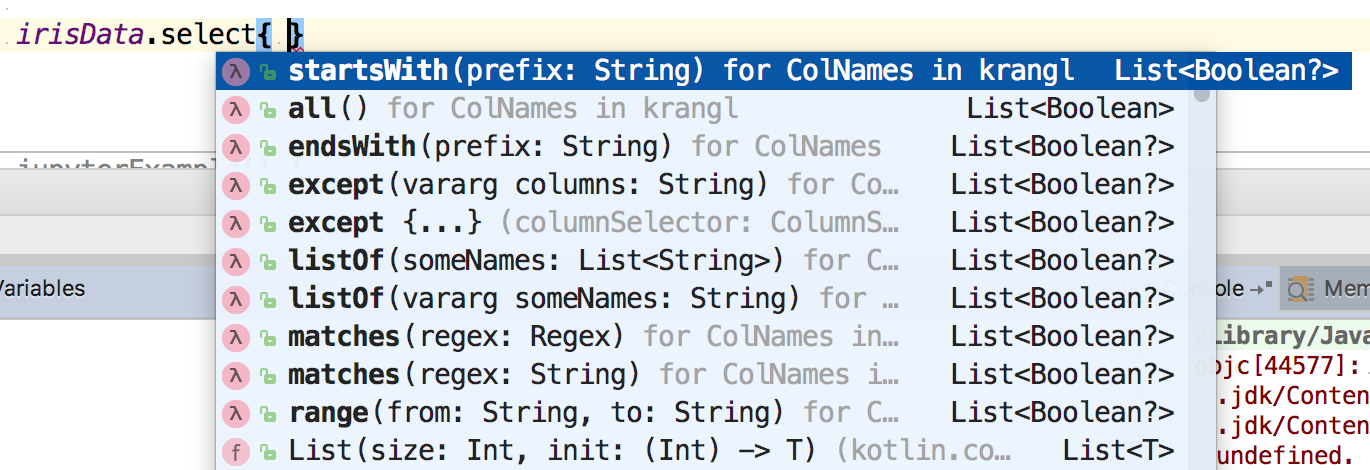 irisData.select{ }
startsWith(prefix: String) for ColNames in krangl List<Boolean?>
all() for ColNames in krangl List<Boolean>
endsWith(prefix: String) for ColNames List<Boolean?>
except(vararg columns: String) for Co… List<Boolean?>
except {...} (columnSelector: ColumnS… List<Boolean?>
listOf(someNames: List<String>) for C… List<Boolean?>
listOf(vararg someNames: String) for … List<Boolean?>
matches(regex: Regex) for ColNames in… List<Boolean?>
matches(regex: String) for ColNames i… List<Boolean?>
range(from: String, to: String) for C… List<Boolean?>
List(size: Int, init: (Int) -> T) (kotlin.co… List<T>
Variables
Console
Mem
/Library/Java
objc[44577]:
.jdk/Conten
.jdk/Conten
undefined.